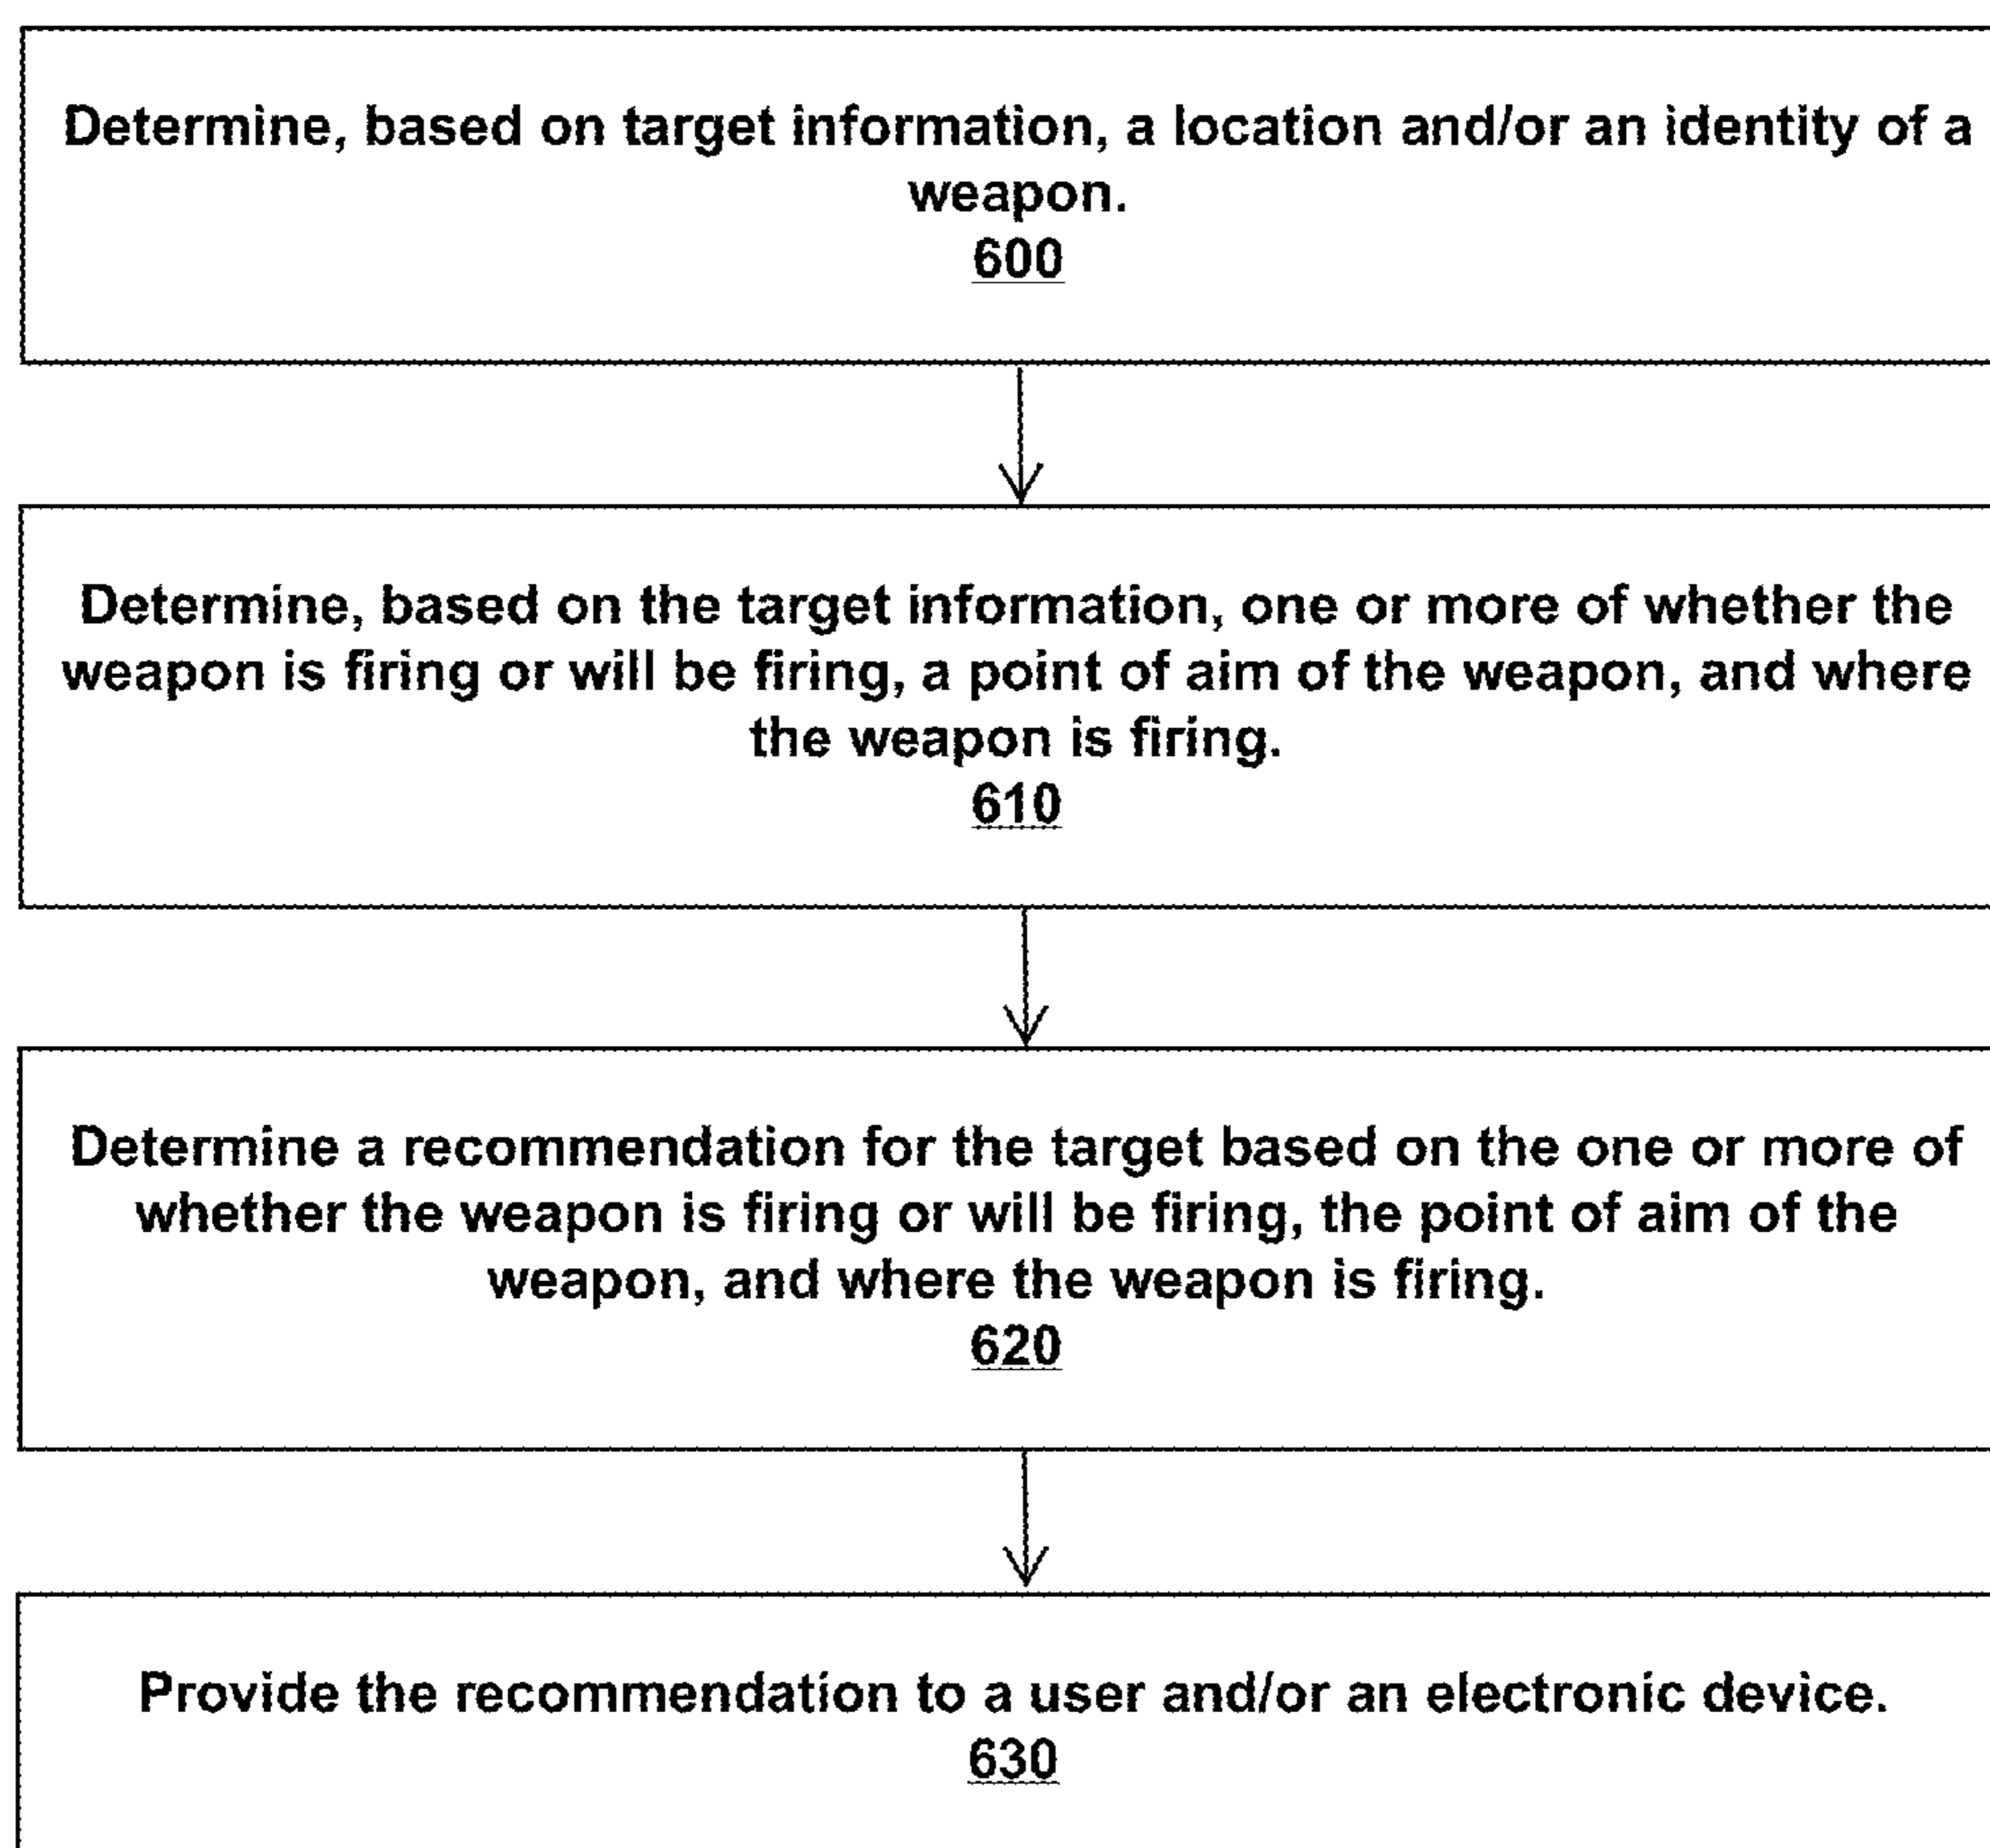 Determine, based on target information, a location and/or an identity of a
weapon.
600
Determine, based on the target information, one or more of whether the
weapon is firing or will be firing, a point of aim of the weapon, and where
the weapon is firing.
610
Determine a recommendation for the target based on the one or more of
whether the weapon is firing or will be firing, the point of aim of the
weapon, and where the weapon is firing.
620
Provide the recommendation to a user and/or an electronic device.
630